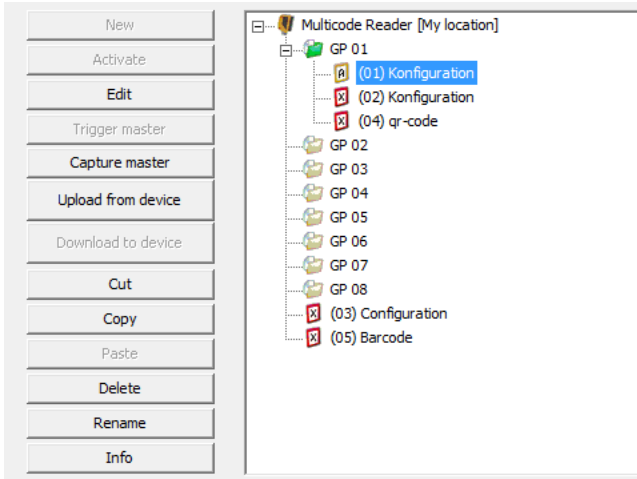 New
Activate
Edit
Trigger master
Capture master
Upload from device
Download to device
Cut
Copy
Paste
Delete
Rename
Info
Multicode Reader [My location]
GP 01
A (01) Konfiguration
X (02) Konfiguration
X (04) qr-code
GP 02
GP 03
GP 04
GP 05
GP 06
GP 07
GP 08
X (03) Configuration
X (05) Barcode